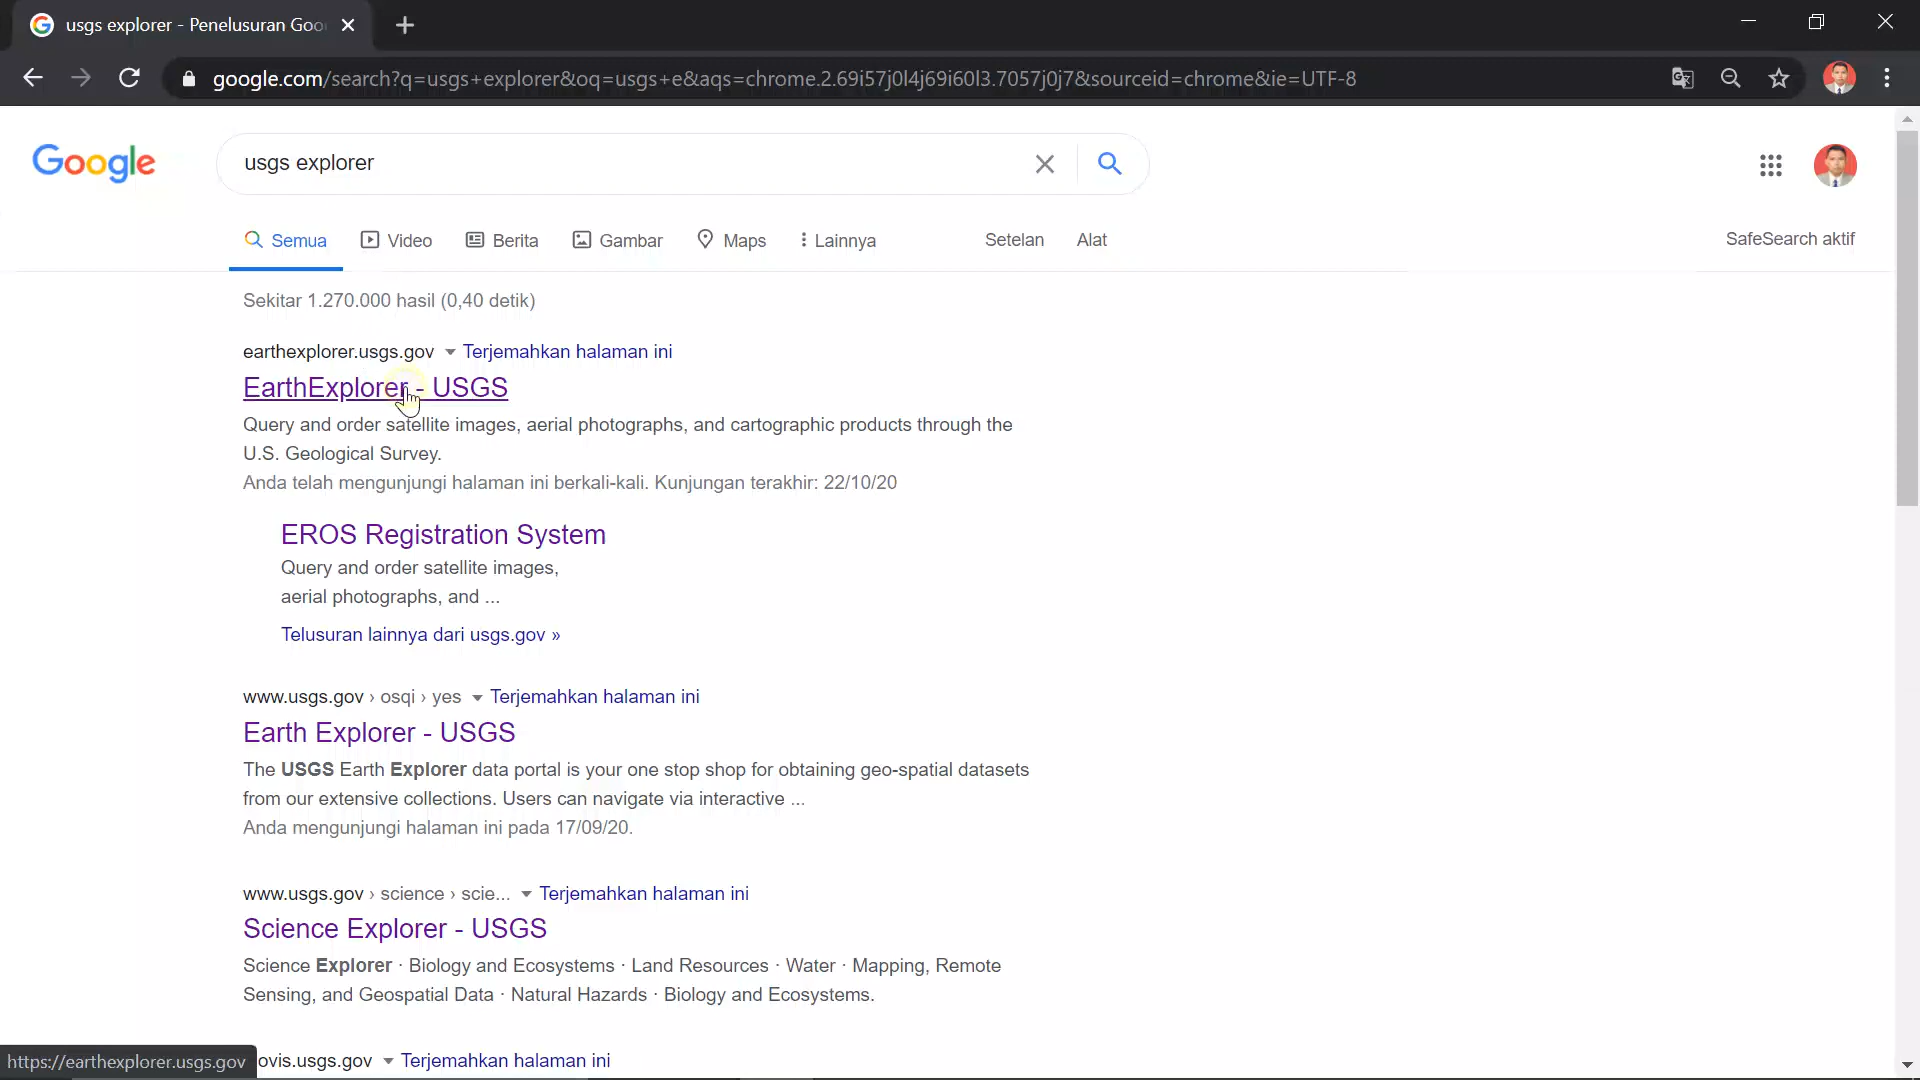 usgs explorer - Penelusuran Goo
google.com/search?q=usgs+explorer&oq=usgs+e&aqs=chrome.2.69i57j0l4j69i60l3.7057j0j7&sourceid=chrome&ie=UTF-8
Google
usgs explorer
Semua Video Berita Gambar Maps Lainnya Setelan Alat SafeSearch aktif
Sekitar 1.270.000 hasil (0,40 detik)
earthexplorer.usgs.gov Terjemahkan halaman ini
EarthExplorer - USGS
Query and order satellite images, aerial photographs, and cartographic products through the
U.S. Geological Survey.
Anda telah mengunjungi halaman ini berkali-kali. Kunjungan terakhir: 22/10/20
EROS Registration System
Query and order satellite images,
aerial photographs, and ...
Telusuran lainnya dari usgs.gov »
www.usgs.gov › osqi › yes Terjemahkan halaman ini
Earth Explorer - USGS
The USGS Earth Explorer data portal is your one stop shop for obtaining geo-spatial datasets
from our extensive collections. Users can navigate via interactive ...
Anda mengunjungi halaman ini pada 17/09/20.
www.usgs.gov › science › scie... Terjemahkan halaman ini
Science Explorer - USGS
Science Explorer · Biology and Ecosystems · Land Resources · Water · Mapping, Remote
Sensing, and Geospatial Data · Natural Hazards · Biology and Ecosystems.
https://earthexplorer.usgs.gov ovis.usgs.gov Terjemahkan halaman ini